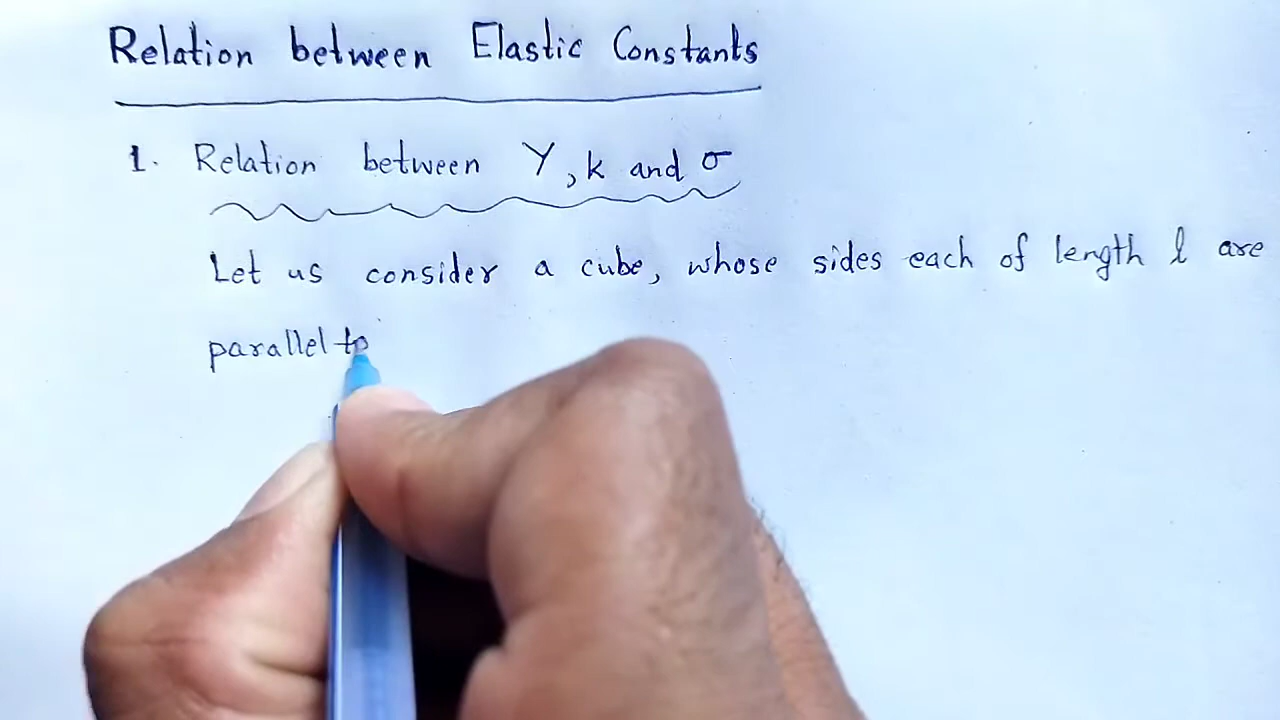 Relation between Elastic Constants
1. Relation between Y, k and σ
Let us consider a cube, whose sides each of length l are
parallel to